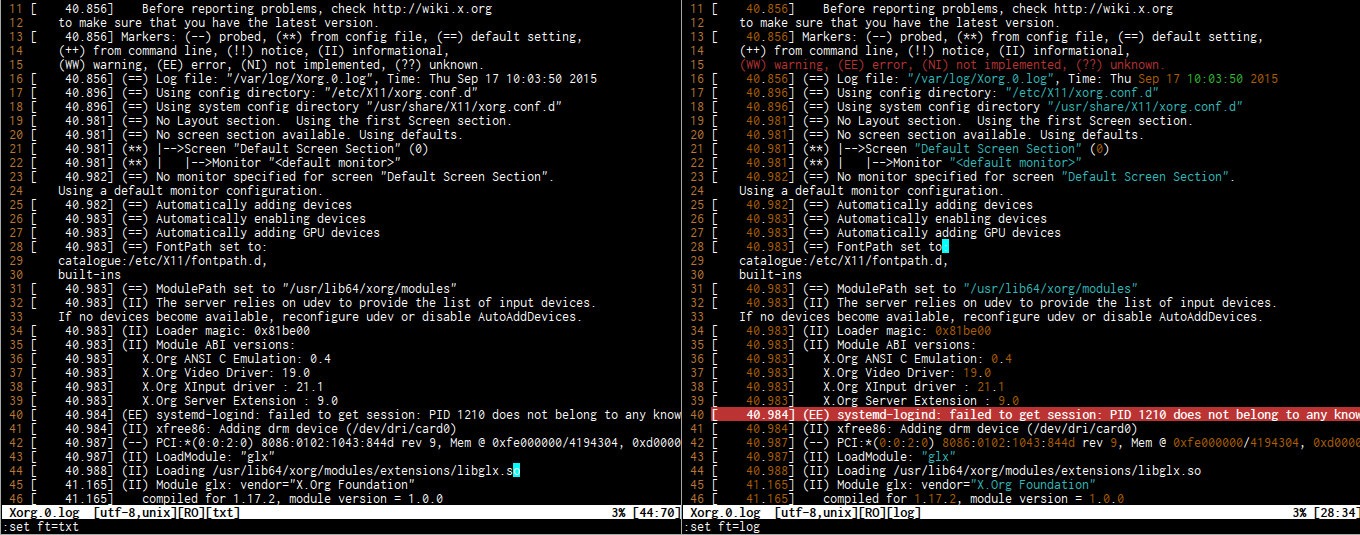 11 [     40.856]    Before reporting problems, check http://wiki.x.org
12    to make sure that you have the latest version.
13 [     40.856] Markers: (--) probed, (**) from config file, (==) default setting,
14    (++) from command line, (!!) notice, (II) informational,
15    (WW) warning, (EE) error, (NI) not implemented, (??) unknown.
16 [     40.856] (==) Log file: "/var/log/Xorg.0.log", Time: Thu Sep 17 10:03:50 2015
17 [     40.896] (==) Using config directory: "/etc/X11/xorg.conf.d"
18 [     40.896] (==) Using system config directory "/usr/share/X11/xorg.conf.d"
19 [     40.981] (==) No Layout section.  Using the first Screen section.
20 [     40.981] (==) No screen section available. Using defaults.
21 [     40.981] (**) |-->Screen "Default Screen Section" (0)
22 [     40.981] (**) |   |-->Monitor "<default monitor>"
23 [     40.982] (==) No monitor specified for screen "Default Screen Section".
24    Using a default monitor configuration.
25 [     40.982] (==) Automatically adding devices
26 [     40.982] (==) Automatically enabling devices
27 [     40.983] (==) Automatically adding GPU devices
28 [     40.983] (==) FontPath set to:
29    catalogue:/etc/X11/fontpath.d,
30    built-ins
31 [     40.983] (==) ModulePath set to "/usr/lib64/xorg/modules"
32 [     40.983] (II) The server relies on udev to provide the list of input devices.
33    If no devices become available, reconfigure udev or disable AutoAddDevices.
34 [     40.983] (II) Loader magic: 0x81be00
35 [     40.983] (II) Module ABI versions:
36 [     40.983]    X.Org ANSI C Emulation: 0.4
37 [     40.983]    X.Org Video Driver: 19.0
38 [     40.983]    X.Org XInput driver : 21.1
39 [     40.983]    X.Org Server Extension : 9.0
40 [     40.984] (EE) systemd-logind: failed to get session: PID 1210 does not belong to any know
41 [     40.984] (II) xfree86: Adding drm device (/dev/dri/card0)
42 [     40.987] (--) PCI:*(0:0:2:0) 8086:0102:1043:844d rev 9, Mem @ 0xfe000000/4194304, 0xd0000
43 [     40.988] (II) LoadModule: "glx"
44 [     40.988] (II) Loading /usr/lib64/xorg/modules/extensions/libglx.so
45 [     41.165] (II) Module glx: vendor="X.Org Foundation"
46 [     41.165]    compiled for 1.17.2, module version = 1.0.0
Xorg.0.log  [utf-8,unix][RO][txt]    3% [44:70]
:set ft=txt
11 [     40.856]    Before reporting problems, check http://wiki.x.org
12    to make sure that you have the latest version.
13 [     40.856] Markers: (--) probed, (**) from config file, (==) default setting,
14    (++) from command line, (!!) notice, (II) informational,
15    (WW) warning, (EE) error, (NI) not implemented, (??) unknown.
16 [     40.856] (==) Log file: "/var/log/Xorg.0.log", Time: Thu Sep 17 10:03:50 2015
17 [     40.896] (==) Using config directory: "/etc/X11/xorg.conf.d"
18 [     40.896] (==) Using system config directory "/usr/share/X11/xorg.conf.d"
19 [     40.981] (==) No Layout section.  Using the first Screen section.
20 [     40.981] (==) No screen section available. Using defaults.
21 [     40.981] (**) |-->Screen "Default Screen Section" (0)
22 [     40.981] (**) |   |-->Monitor "<default monitor>"
23 [     40.982] (==) No monitor specified for screen "Default Screen Section".
24    Using a default monitor configuration.
25 [     40.982] (==) Automatically adding devices
26 [     40.982] (==) Automatically enabling devices
27 [     40.983] (==) Automatically adding GPU devices
28 [     40.983] (==) FontPath set to
29    catalogue:/etc/X11/fontpath.d,
30    built-ins
31 [     40.983] (==) ModulePath set to "/usr/lib64/xorg/modules"
32 [     40.983] (II) The server relies on udev to provide the list of input devices.
33    If no devices become available, reconfigure udev or disable AutoAddDevices.
34 [     40.983] (II) Loader magic: 0x81be00
35 [     40.983] (II) Module ABI versions:
36 [     40.983]    X.Org ANSI C Emulation: 0.4
37 [     40.983]    X.Org Video Driver: 19.0
38 [     40.983]    X.Org XInput driver : 21.1
39 [     40.983]    X.Org Server Extension : 9.0
40 [     40.984] (EE) systemd-logind: failed to get session: PID 1210 does not belong to any know
41 [     40.984] (II) xfree86: Adding drm device (/dev/dri/card0)
42 [     40.987] (--) PCI:*(0:0:2:0) 8086:0102:1043:844d rev 9, Mem @ 0xfe000000/4194304, 0xd0000
43 [     40.988] (II) LoadModule: "glx"
44 [     40.988] (II) Loading /usr/lib64/xorg/modules/extensions/libglx.so
45 [     41.165] (II) Module glx: vendor="X.Org Foundation"
46 [     41.165]    compiled for 1.17.2, module version = 1.0.0
Xorg.0.log  [utf-8,unix][RO][log]    3% [28:34]
:set ft=log